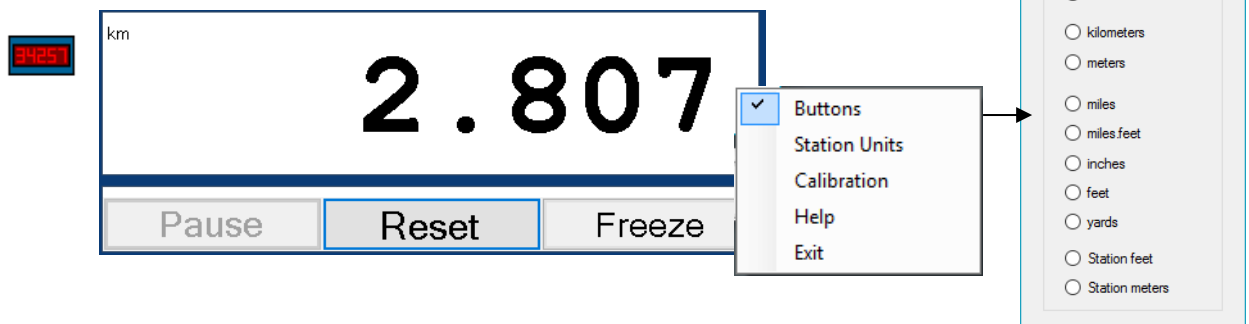 34257
km
2.807
Pause Reset Freeze
Buttons
Station Units
Calibration
Help
Exit
kilometers
meters
miles
miles.feet
inches
feet
yards
Station feet
Station meters